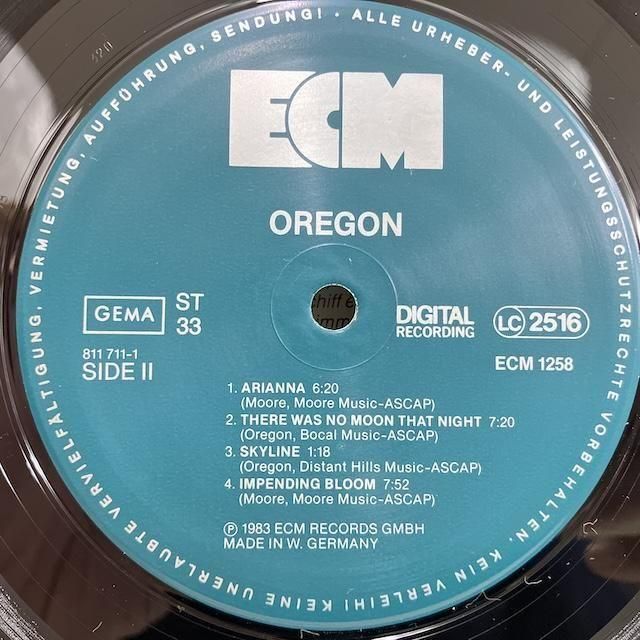 ALLE URHEBER- UND LEISTUNGSSCHUTZRECHTE VORBEHALTEN. KEIN VERLEIH! KEINE UNERLAUBTE VERVIELFÄLTIGUNG, VERMIETUNG, AUFFÜHRUNG, SENDUNG! •
ECM
OREGON
GEMA
ST
33
811 711-1
SIDE II
DIGITAL
RECORDING
LC 2516
ECM 1258
1. ARIANNA 6:20
(Moore, Moore Music-ASCAP)
2. THERE WAS NO MOON THAT NIGHT 7:20
(Oregon, Bocal Music-ASCAP)
3. SKYLINE 1:18
(Oregon, Distant Hills Music-ASCAP)
4. IMPENDING BLOOM 7:52
(Moore, Moore Music-ASCAP)
Ⓟ 1983 ECM RECORDS GMBH
MADE IN W. GERMANY